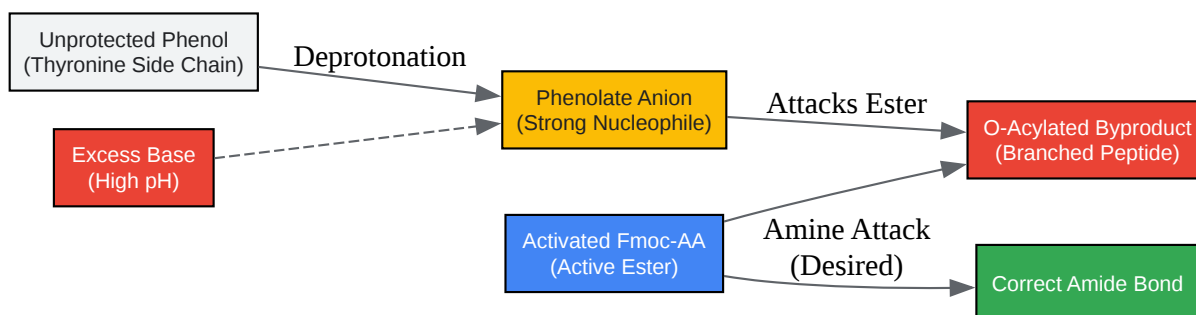 Unprotected Phenol
(Thyronine Side Chain)
Deprotonation
Excess Base
(High pH)
Phenolate Anion
(Strong Nucleophile)
Attacks Ester
O-Acylated Byproduct
(Branched Peptide)
Activated Fmoc-AA
(Active Ester)
Amine Attack
(Desired)
Correct Amide Bond